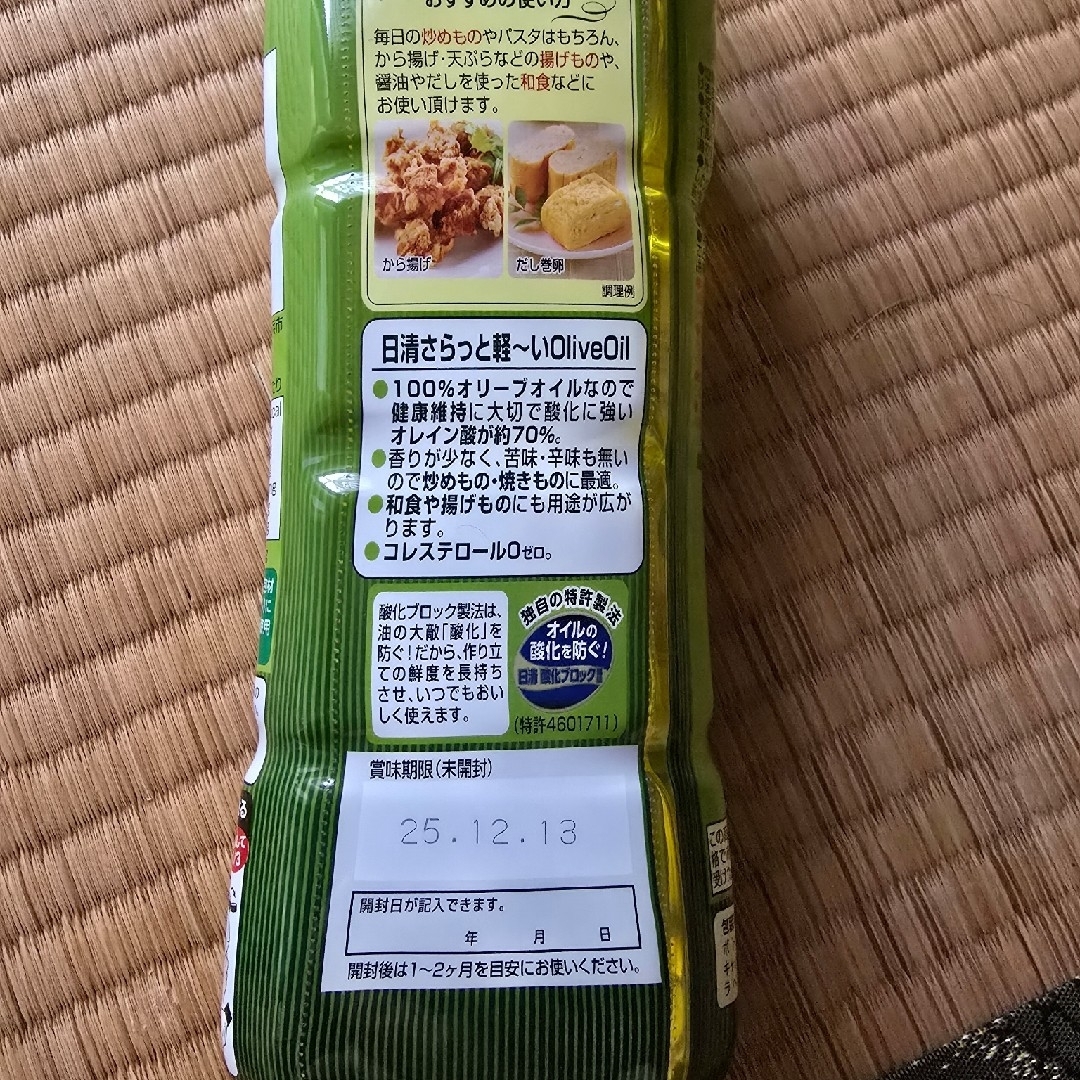 おすすめの使い方
毎日の炒めものやパスタはもちろん、
から揚げ・天ぷらなどの揚げものや、
醤油やだしを使った和食などに
お使い頂けます。
から揚げ
だし巻卵
調理例
日清さらっと軽～いOliveOil
●100%オリーブオイルなので
健康維持に大切で酸化に強い
オレイン酸が約70%。
●香りが少なく、苦味・辛味も無い
ので炒めもの・焼きものに最適。
●和食や揚げものにも用途が広が
ります。
●コレステロール0ゼロ。
酸化ブロック製法は、
油の大敵「酸化」を
防ぐ!だから、作り立
ての鮮度を長持ち
させ、いつでもおい
しく使えます。
独自の特許製法
オイルの
酸化を防ぐ!
日清 酸化ブロック製法
(特許4601711)
賞味期限(未開封)
25.12.13
開封日が記入できます。
年 月 日
開封後は1～2ヶ月を目安にお使いください。